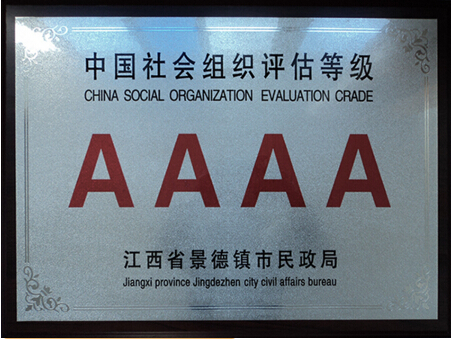 中国社会组织评估等级
CHINA SOCIAL ORGANIZATION EVALUATION CRADE
AAAA
江西省景德镇市民政局
Jiangxi province Jingdezhen city civil affairs bureau